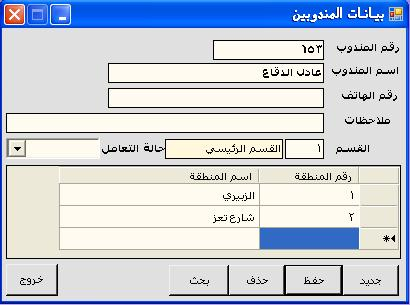 بيانات المندوبين
رقم المندوب ٦٥٣
اسم المندوب عادل الدقاع
رقم الهاتف
ملاحظات
القسم ١ القسم الرئيسي حالة التعامل
رقم المنطقة اسم المنطقة
١ الزبيري
٢ شارع تعز
جديد حفظ حذف بحث خروج